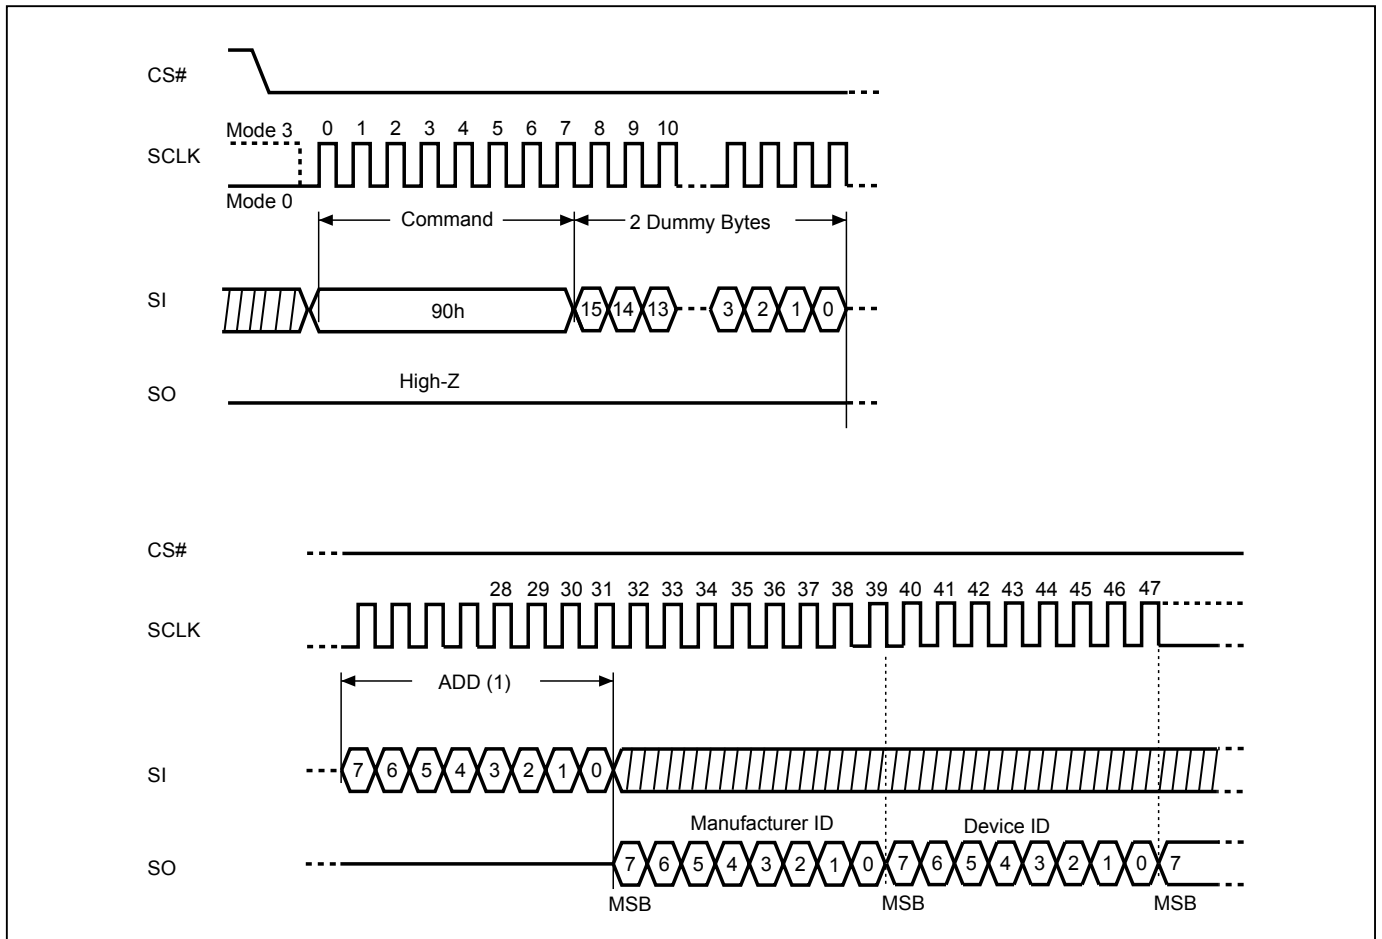 CS#
Mode 3 0 1 2 3 4 5 6 7 8 9 10
SCLK
Mode 0
Command 2 Dummy Bytes
SI 90h 15 14 13 3 2 1 0
High-Z
SO
CS#
28 29 30 31 32 33 34 35 36 37 38 39 40 41 42 43 44 45 46 47
SCLK
ADD (1)
SI 7 6 5 4 3 2 1 0
Manufacturer ID Device ID
SO 7 6 5 4 3 2 1 0 7 6 5 4 3 2 1 0 7
MSB MSB MSB